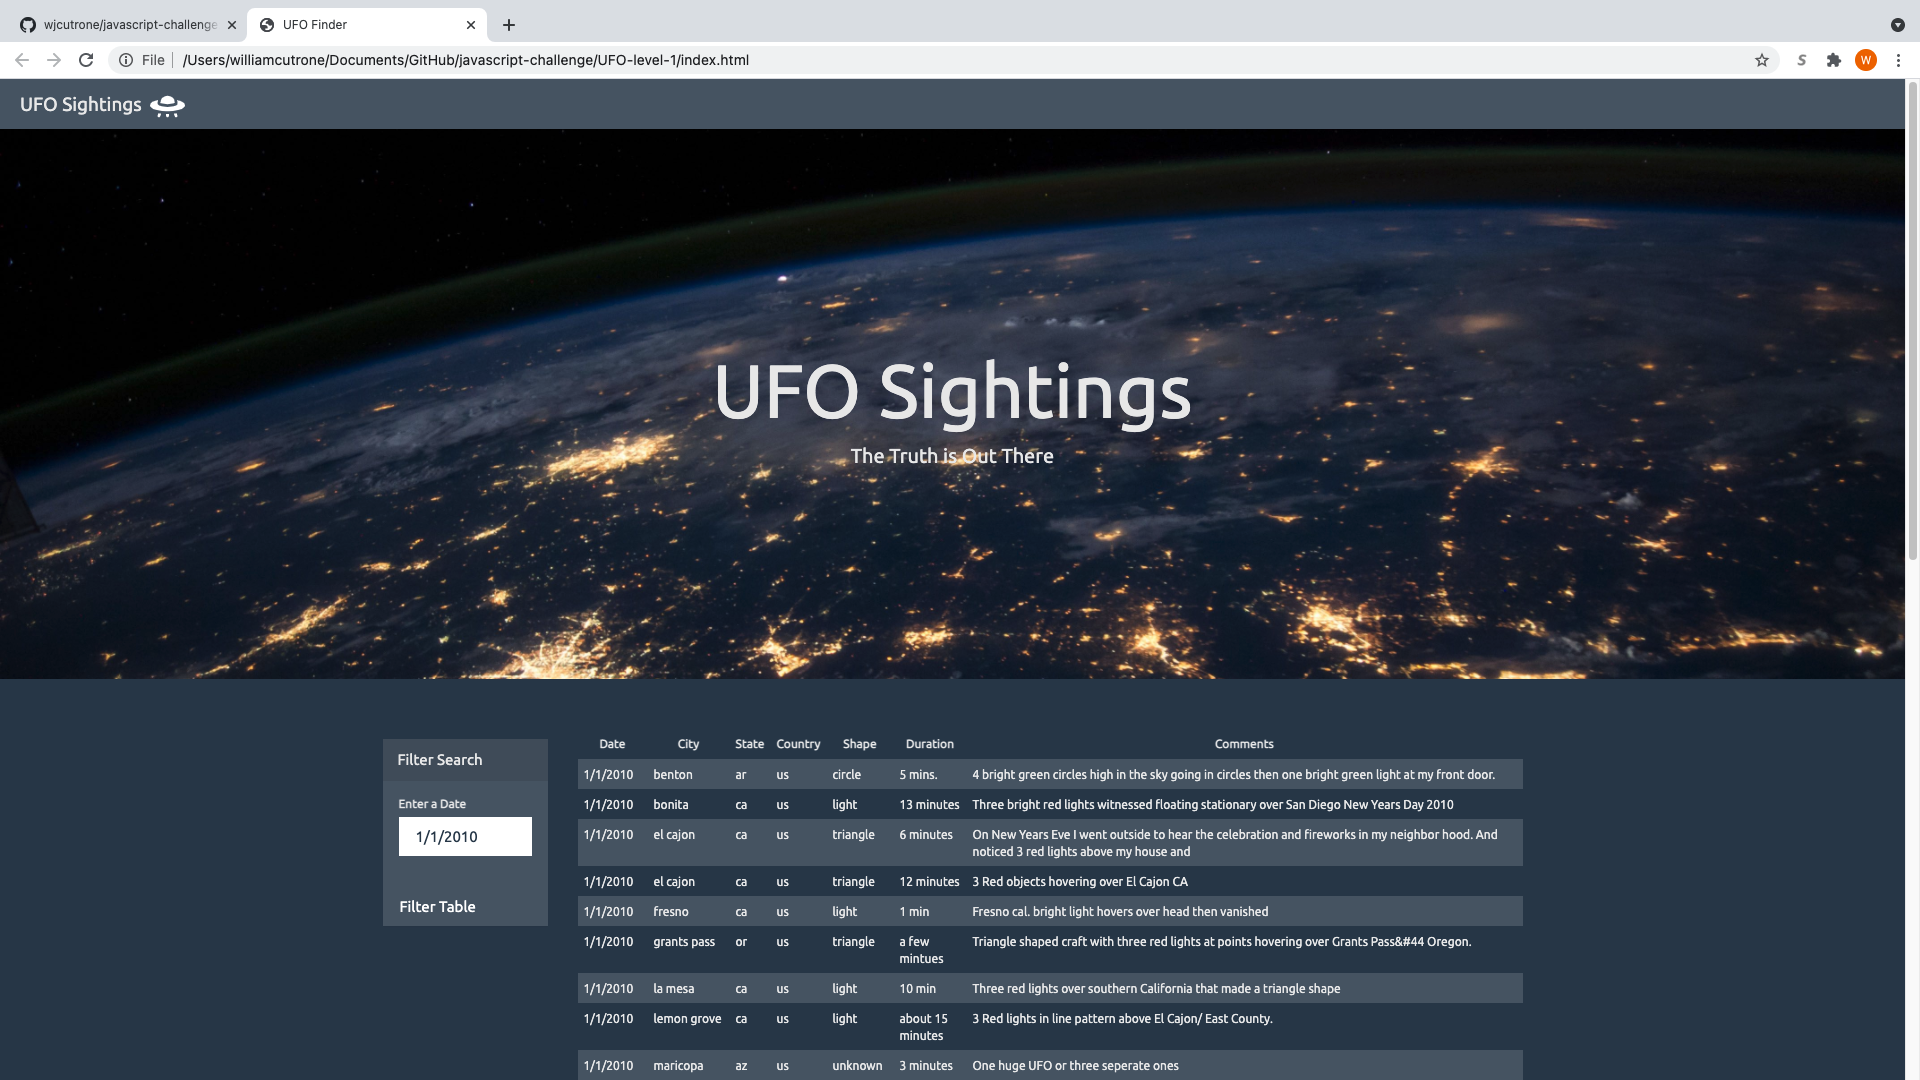 wjcutrone/javascript-challenge
UFO Finder
File
/Users/williamcutrone/Documents/GitHub/javascript-challenge/UFO-level-1/index.html
S
W
UFO Sightings
UFO Sightings
The Truth is Out There
Filter Search
Enter a Date
1/1/2010
Filter Table
Date City State Country Shape Duration Comments
1/1/2010 benton ar us circle 5 mins. 4 bright green circles high in the sky going in circles then one bright green light at my front door.
1/1/2010 bonita ca us light 13 minutes Three bright red lights witnessed floating stationary over San Diego New Years Day 2010
1/1/2010 el cajon ca us triangle 6 minutes On New Years Eve I went outside to hear the celebration and fireworks in my neighbor hood. And
noticed 3 red lights above my house and
1/1/2010 el cajon ca us triangle 12 minutes 3 Red objects hovering over El Cajon CA
1/1/2010 fresno ca us light 1 min Fresno cal. bright light hovers over head then vanished
1/1/2010 grants pass or us triangle a few Triangle shaped craft with three red lights at points hovering over Grants Pass&#44 Oregon.
mintues
1/1/2010 la mesa ca us light 10 min Three red lights over southern California that made a triangle shape
1/1/2010 lemon grove ca us light about 15 3 Red lights in line pattern above El Cajon/ East County.
minutes
1/1/2010 maricopa az us unknown 3 minutes One huge UFO or three seperate ones